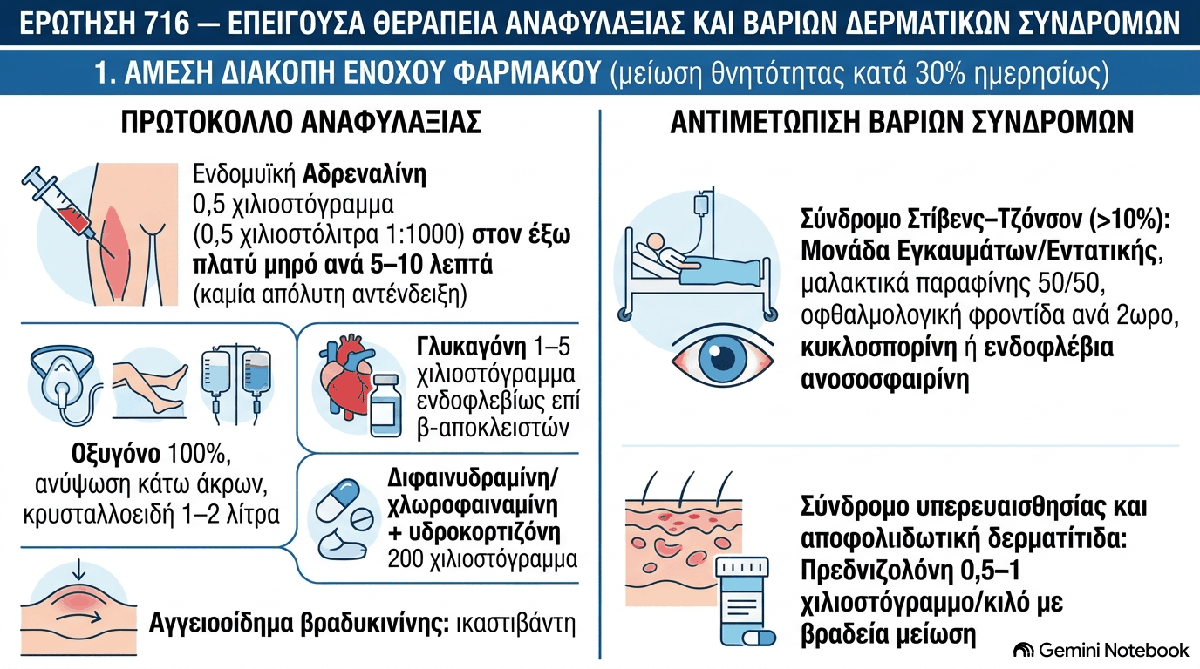 ΕΡΩΤΗΣΗ 716 — ΕΠΕΙΓΟΥΣΑ ΘΕΡΑΠΕΙΑ ΑΝΑΦΥΛΑΞΙΑΣ ΚΑΙ ΒΑΡΙΩΝ ΔΕΡΜΑΤΙΚΩΝ ΣΥΝΔΡΟΜΩΝ
1. ΑΜΕΣΗ ΔΙΑΚΟΠΗ ΕΝΟΧΟΥ ΦΑΡΜΑΚΟΥ (μείωση θνητότητας κατά 30% ημερησίως)
ΠΡΩΤΟΚΟΛΛΟ ΑΝΑΦΥΛΑΞΙΑΣ
Ενδομυϊκή Αδρεναλίνη
0,5 χιλιοστόγραμμα
(0,5 χιλιοστόλιτρα 1:1000) στον έξω
πλατύ μηρό ανά 5–10 λεπτά
(καμία απόλυτη αντένδειξη)
Οξυγόνο 100%,
ανύψωση κάτω άκρων,
κρυσταλλοειδή 1–2 λίτρα
Γλυκαγόνη 1–5
χιλιοστόγραμμα
ενδοφλεβίως επί
β-αποκλειστών
Διφαινυδραμίνη/
χλωροφαιναμίνη
+ υδροκορτιζόνη
200 χιλιοστόγραμμα
Αγγειοοίδημα βραδυκινίνης: ικαστιβάντη
ΑΝΤΙΜΕΤΩΠΙΣΗ ΒΑΡΙΩΝ ΣΥΝΔΡΟΜΩΝ
Σύνδρομο Στίβενς–Τζόνσον (>10%):
Μονάδα Εγκαυμάτων/Εντατικής,
μαλακτικά παραφίνης 50/50,
οφθαλμολογική φροντίδα ανά 2ωρο,
κυκλοσπορίνη ή ενδοφλέβια
ανοσοσφαιρίνη
Σύνδρομο υπερευαισθησίας και
αποφολιδωτική δερματίτιδα:
Πρεδνιζολόνη 0,5–1
χιλιοστόγραμμο/κιλό με
βραδεία μείωση
Gemini Notebook